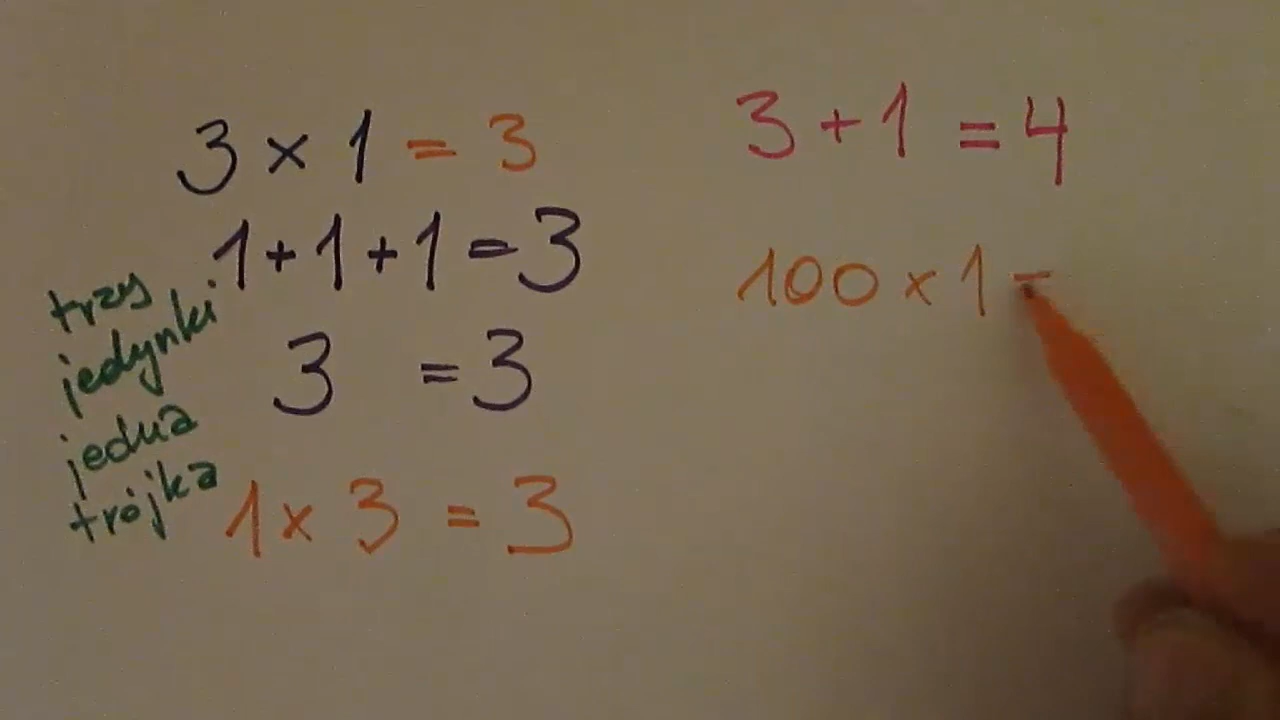 3 × 1 = 3
1 + 1 + 1 = 3
3 = 3
trzy
jedynki
jedna
trójka
1 × 3 = 3
3 + 1 = 4
100 × 1 =